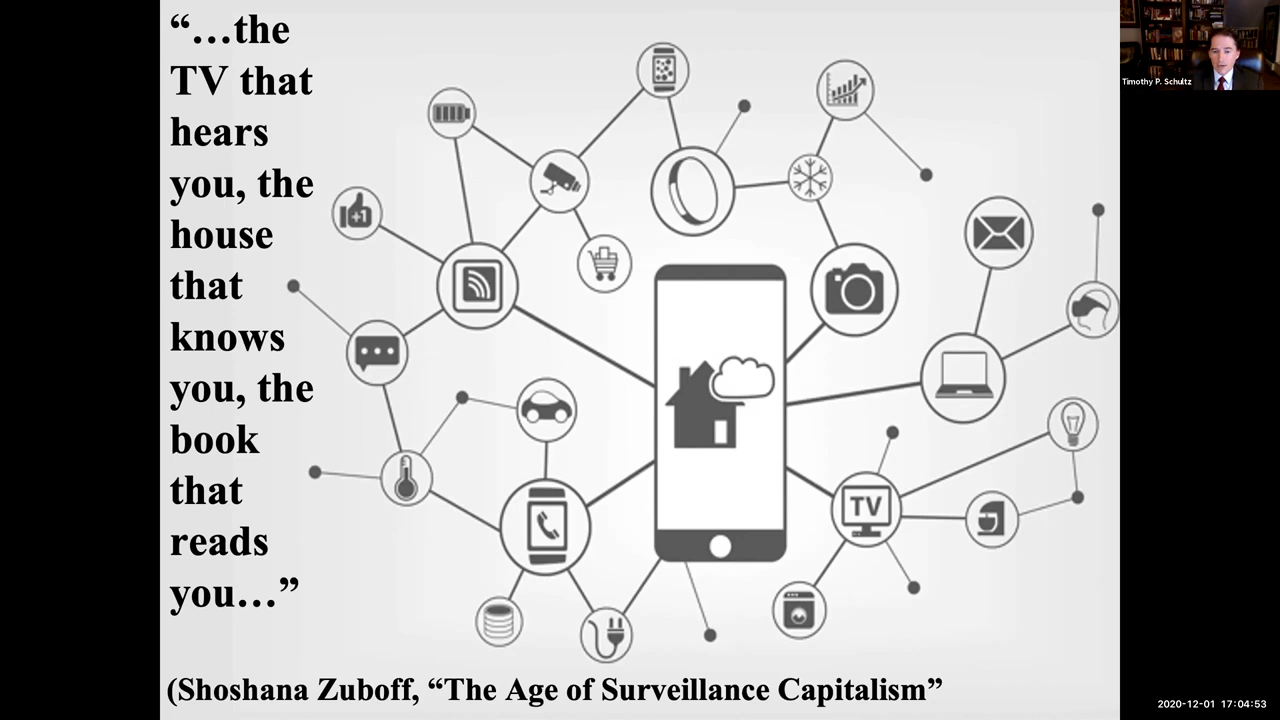 “…the
TV that
hears
you, the
house
that
knows
you, the
book
that
reads
you…”
+1
TV
(Shoshana Zuboff, “The Age of Surveillance Capitalism”
Timothy P. Schultz
2020-12-01 17:04:53